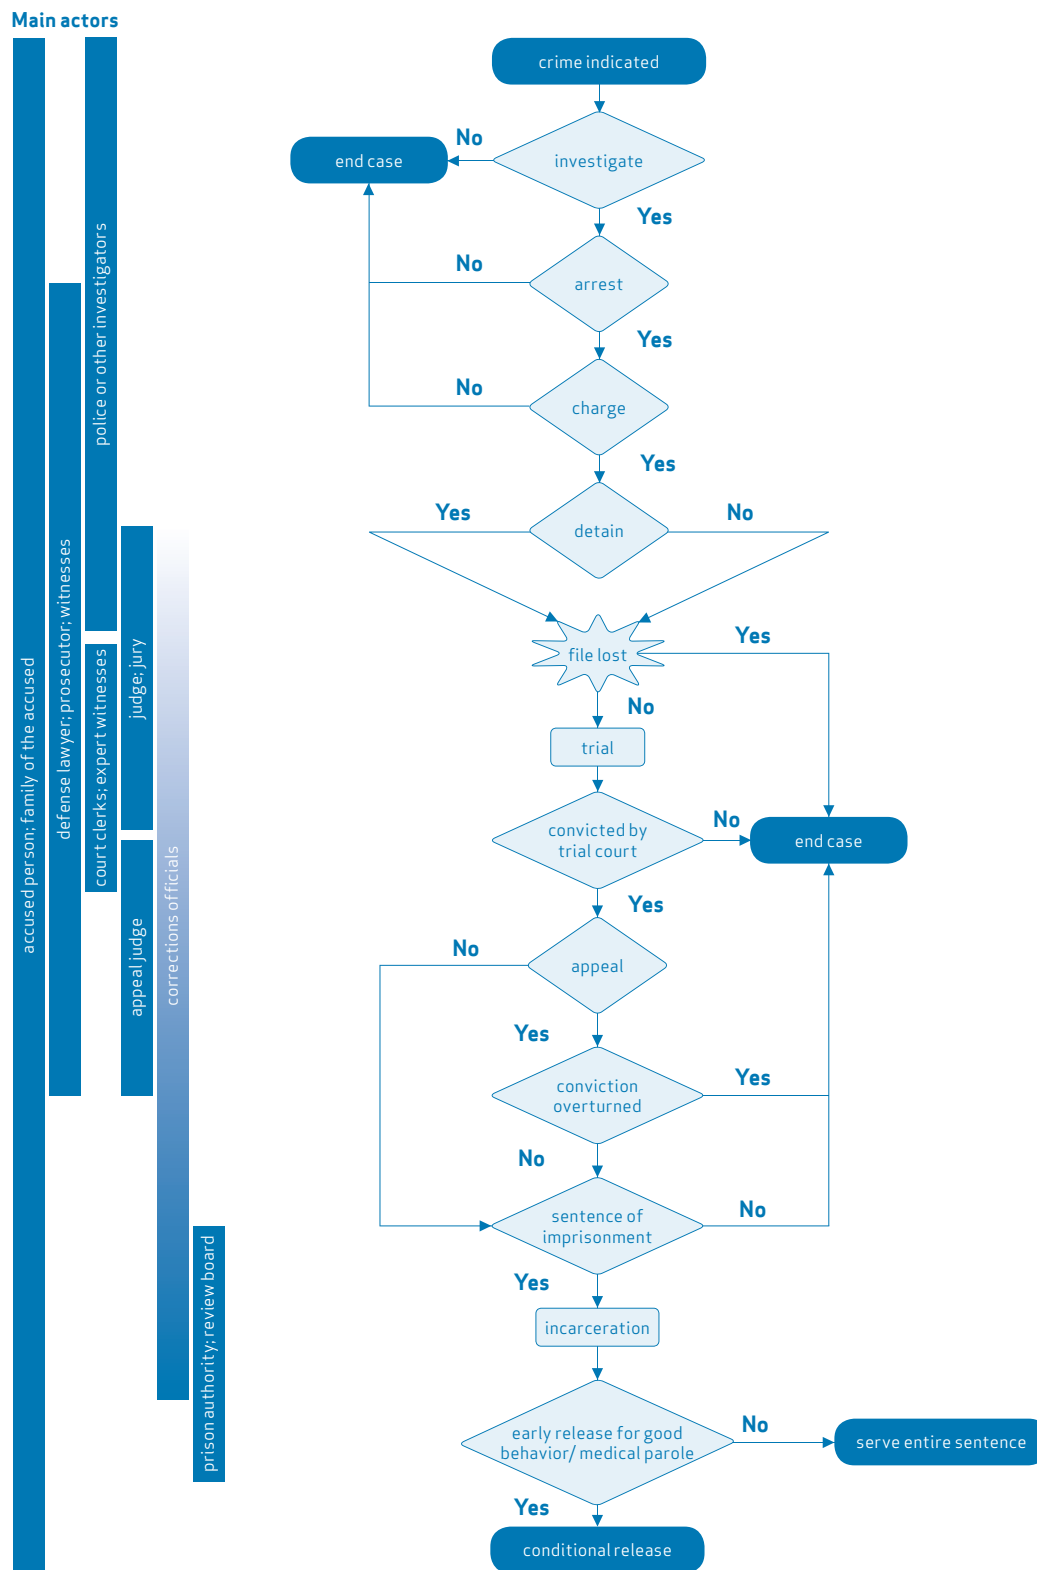 Main actors
accused person; family of the accused
defense lawyer; prosecutor; witnesses
police or other investigators
court clerks; expert witnesses
judge; jury
appeal judge
corrections officials
prison authority; review board
crime indicated
investigate
No
end case
Yes
arrest
No
Yes
charge
No
Yes
detain
Yes
No
file lost
Yes
No
trial
convicted by
trial court
No
end case
Yes
appeal
No
Yes
conviction
overturned
Yes
No
sentence of
imprisonment
No
Yes
incarceration
early release for good
behavior/ medical parole
No
serve entire sentence
Yes
conditional release